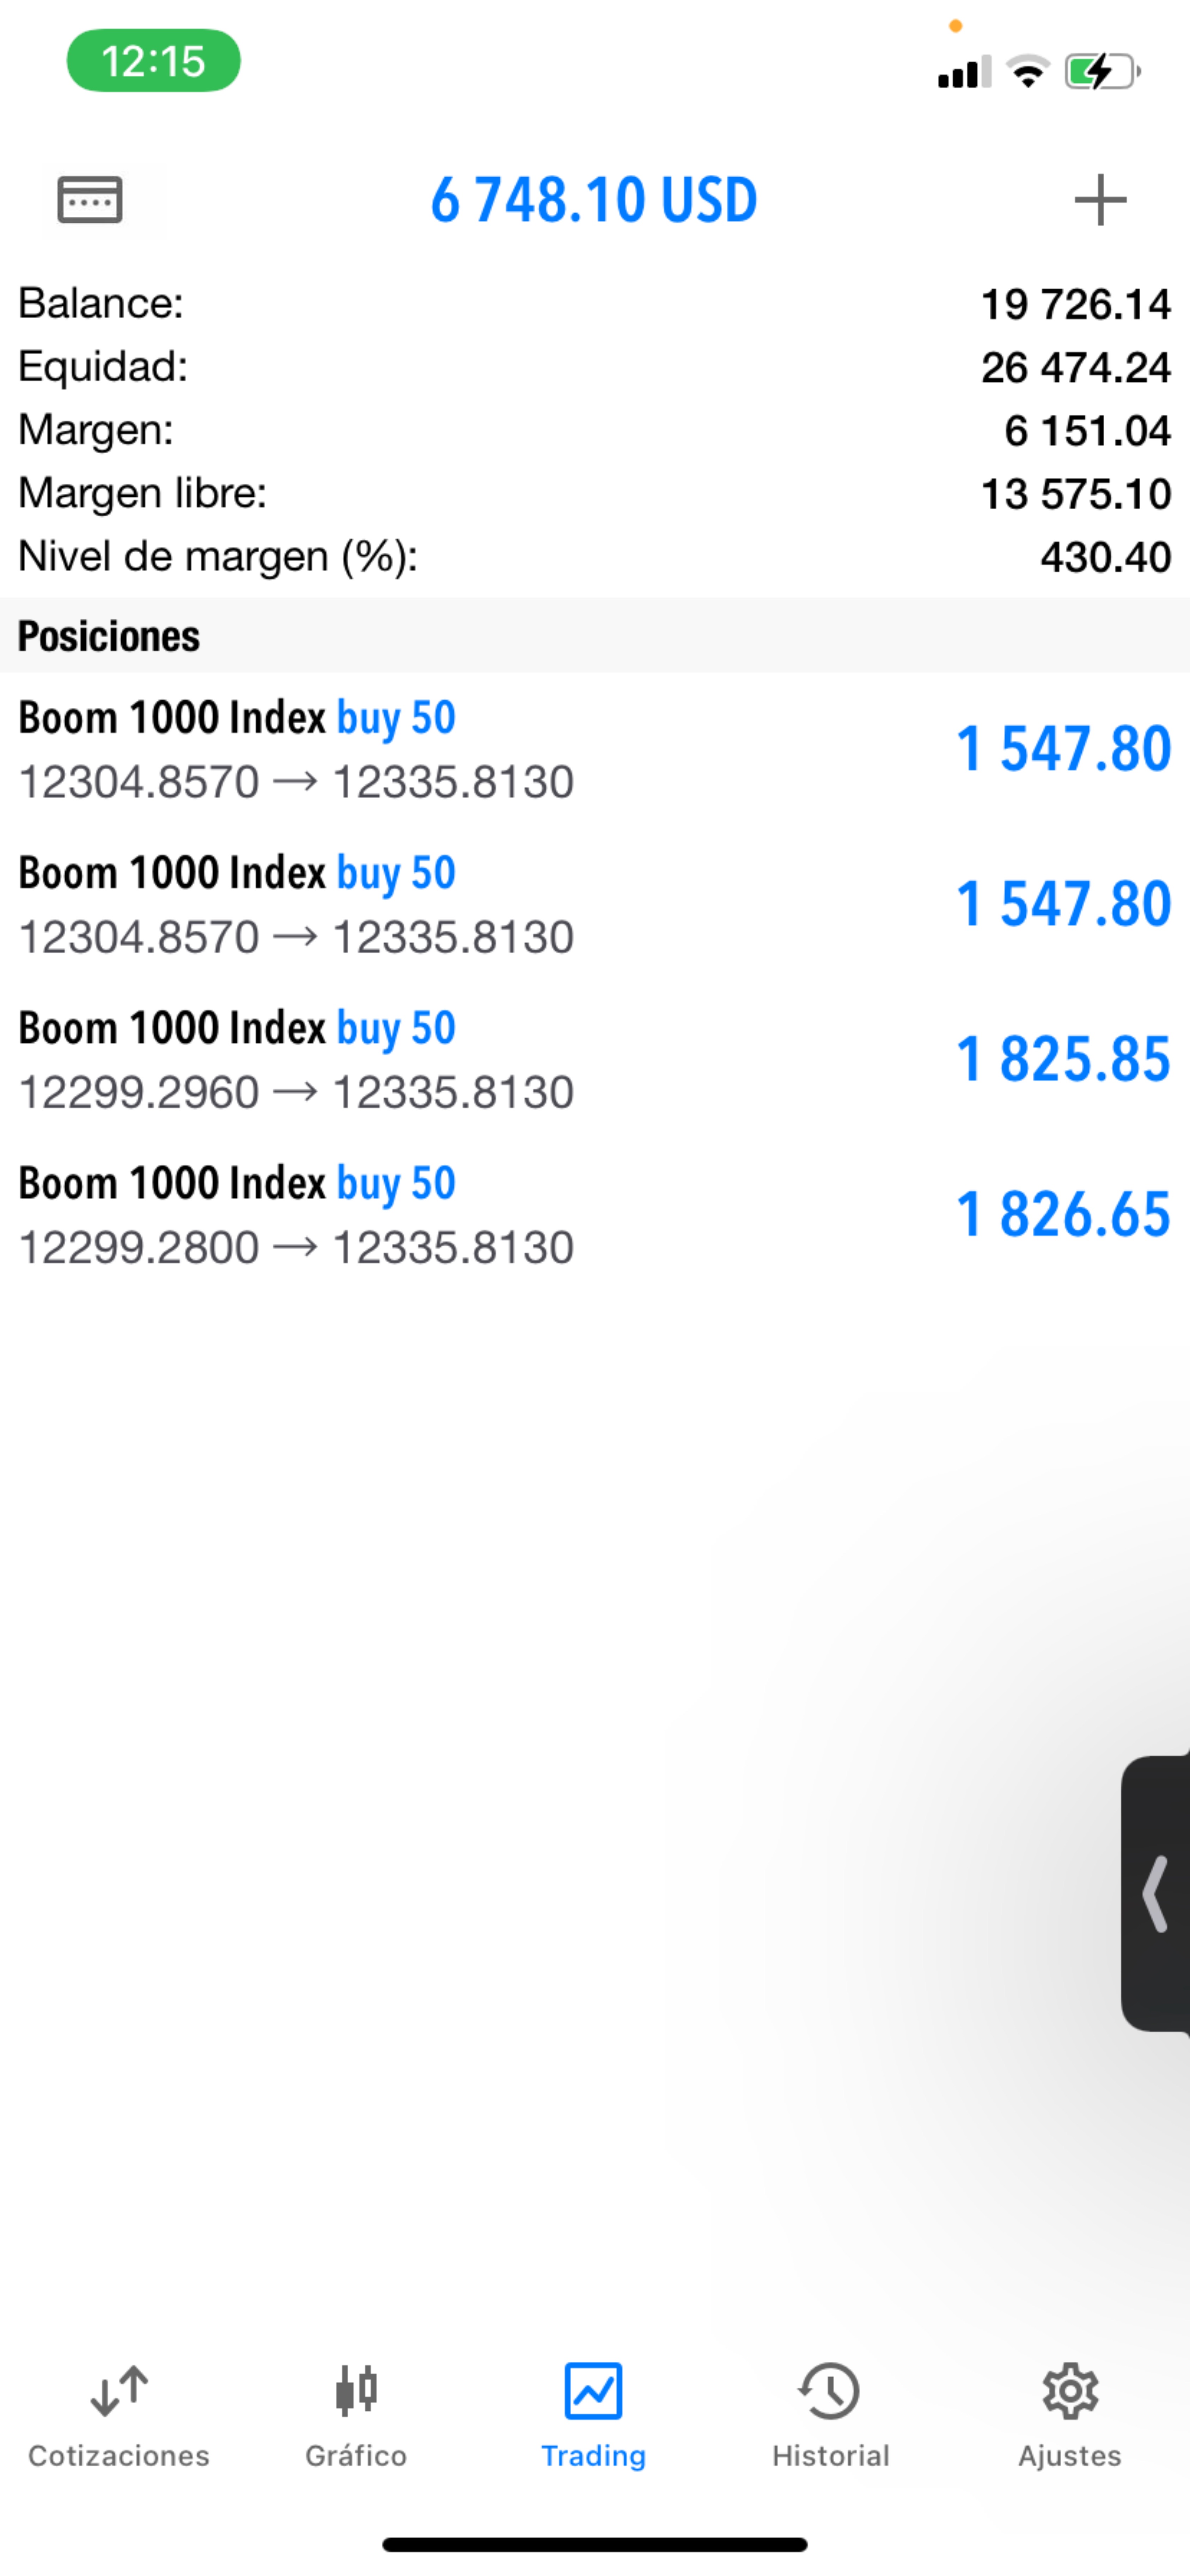 12:15
6 748.10 USD
Balance: 19 726.14
Equidad: 26 474.24
Margen: 6 151.04
Margen libre: 13 575.10
Nivel de margen (%): 430.40
Posiciones
Boom 1000 Index buy 50
12304.8570 → 12335.8130
1 547.80
Boom 1000 Index buy 50
12304.8570 → 12335.8130
1 547.80
Boom 1000 Index buy 50
12299.2960 → 12335.8130
1 825.85
Boom 1000 Index buy 50
12299.2800 → 12335.8130
1 826.65
Cotizaciones Gráfico Trading Historial Ajustes